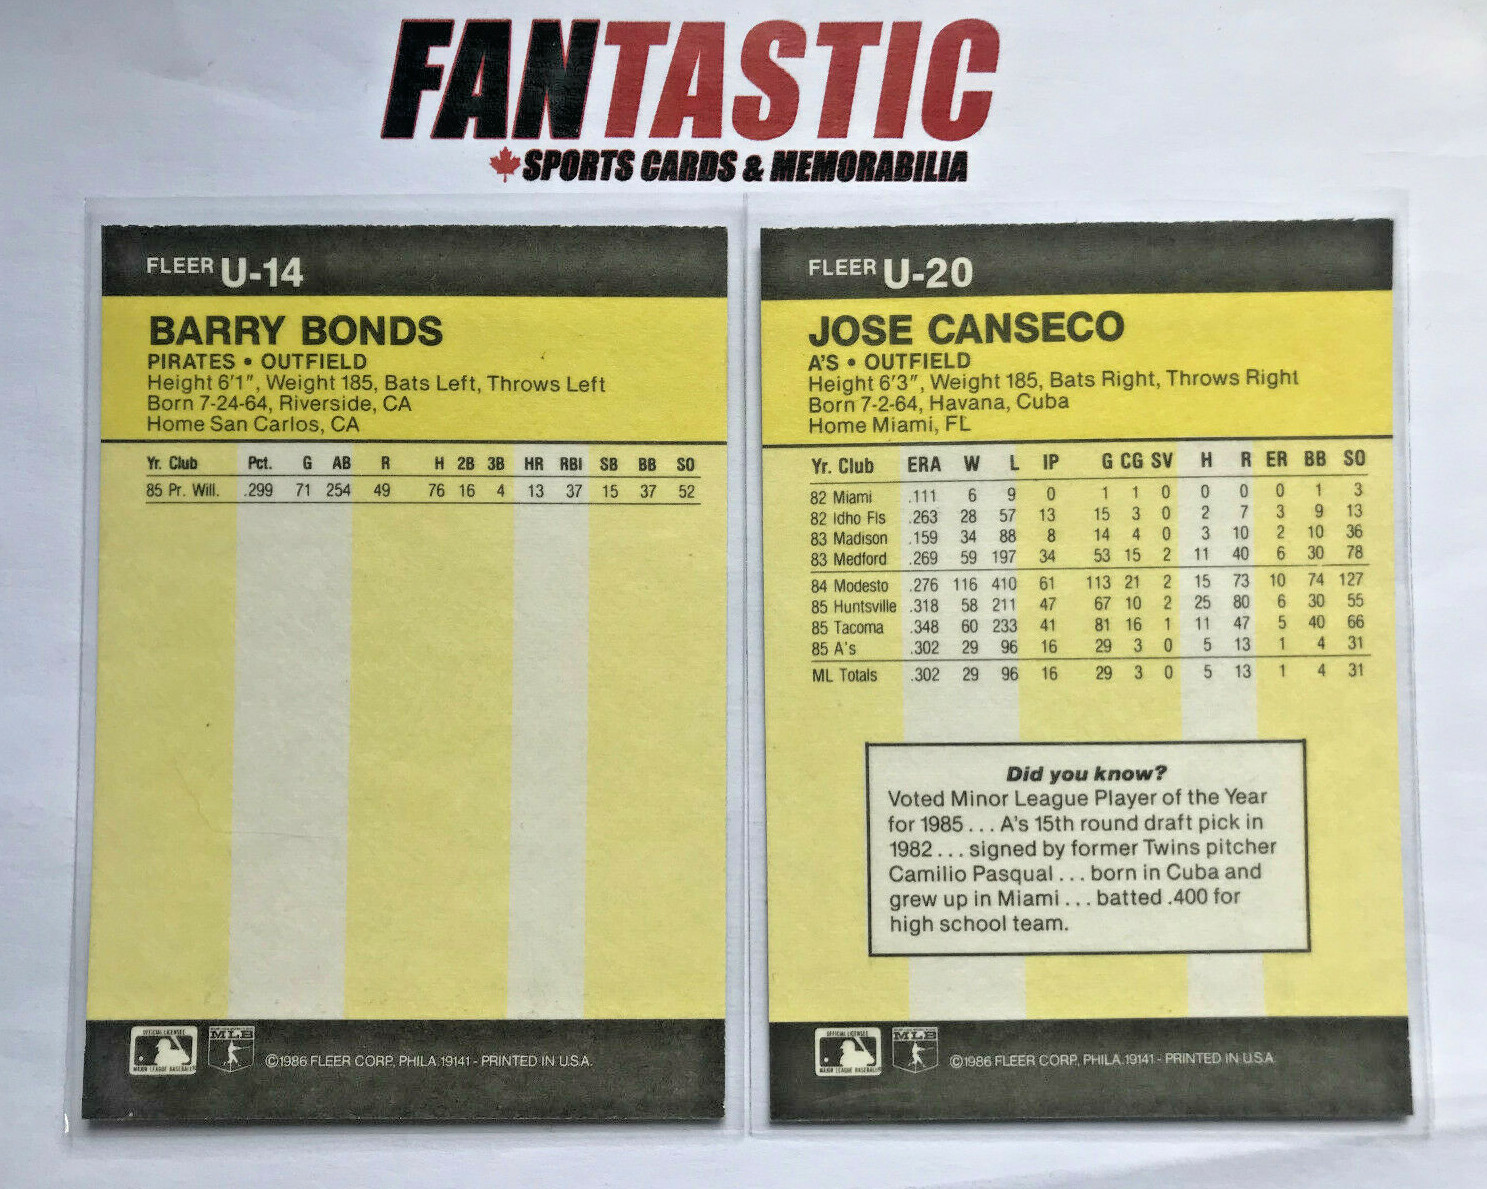 FANTASTIC
SPORTS CARDS & MEMORABILIA
FLEER U-14
BARRY BONDS
PIRATES • OUTFIELD
Height 6'1", Weight 185, Bats Left, Throws Left
Born 7-24-64, Riverside, CA
Home San Carlos, CA
Yr. Club Pct. G AB R H 2B 3B HR RBI SB BB SO
85 Pr. Will. .299 71 254 49 76 16 4 13 37 15 37 52
OFFICIAL LICENSEE
MAJOR LEAGUE BASEBALL
MLB
©1986 FLEER CORP. PHILA. 19141 - PRINTED IN U.S.A.
FLEER U-20
JOSE CANSECO
A'S • OUTFIELD
Height 6'3", Weight 185, Bats Right, Throws Right
Born 7-2-64, Havana, Cuba
Home Miami, FL
Yr. Club ERA W L IP G CG SV H R ER BB SO
82 Miami .111 6 9 0 1 1 0 0 0 0 1 3
82 Idho Fls .263 28 57 13 15 3 0 2 7 3 9 13
83 Madison .159 34 88 8 14 4 0 3 10 2 10 36
83 Medford .269 59 197 34 53 15 2 11 40 6 30 78
84 Modesto .276 116 410 61 113 21 2 15 73 10 74 127
85 Huntsville .318 58 211 47 67 10 2 25 80 6 30 55
85 Tacoma .348 60 233 41 81 16 1 11 47 5 40 66
85 A's .302 29 96 16 29 3 0 5 13 1 4 31
ML Totals .302 29 96 16 29 3 0 5 13 1 4 31
Did you know?
Voted Minor League Player of the Year
for 1985 . . . A's 15th round draft pick in
1982 . . . signed by former Twins pitcher
Camilio Pasqual . . . born in Cuba and
grew up in Miami . . . batted .400 for
high school team.
OFFICIAL LICENSEE
MAJOR LEAGUE BASEBALL
MLB
©1986 FLEER CORP. PHILA. 19141 - PRINTED IN U.S.A.